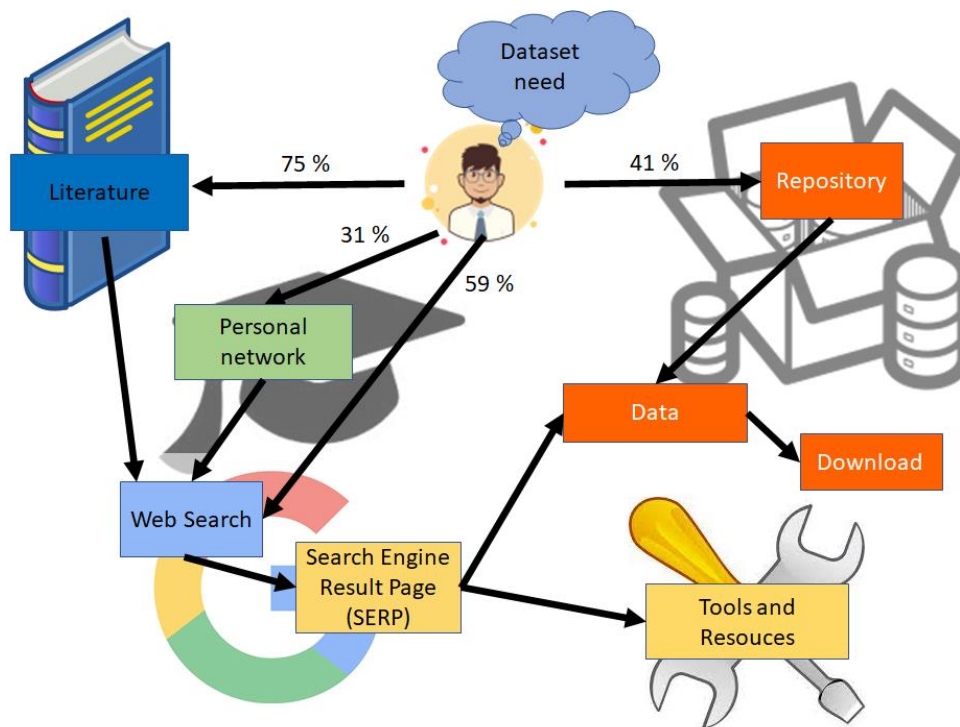 Dataset
need
75 %
41 %
Literature
Repository
31 %
59 %
Personal
network
Data
Download
Web Search
Search Engine
Result Page
(SERP)
Tools and
Resouces